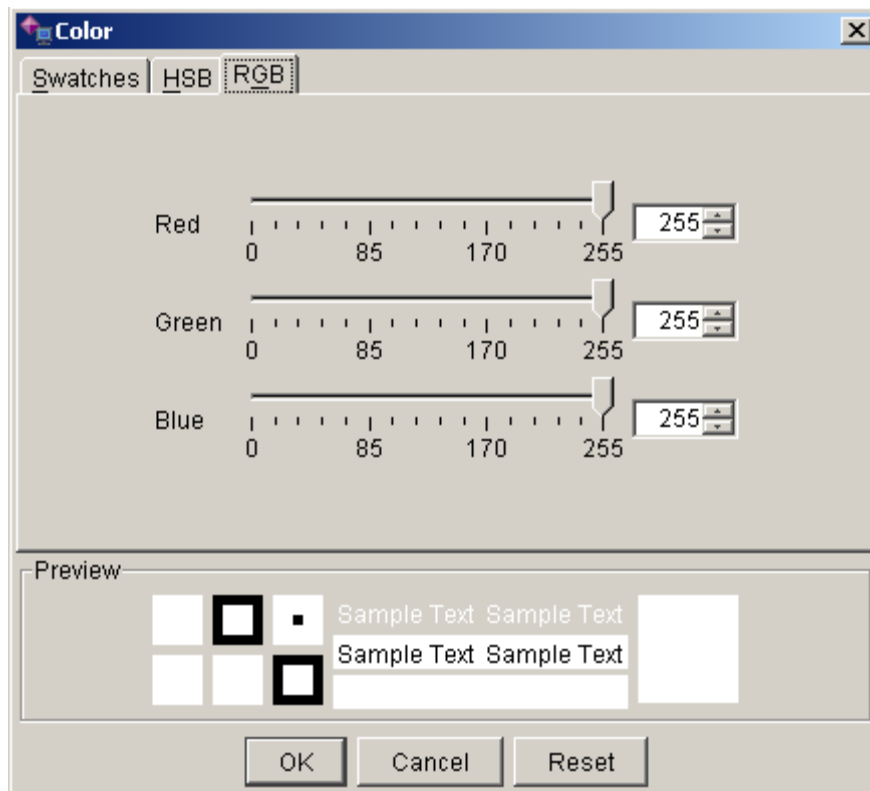 Color
Swatches HSB RGB
Red 255
0 85 170 255
Green 255
0 85 170 255
Blue 255
0 85 170 255
Preview
Sample Text Sample Text
Sample Text Sample Text
OK Cancel Reset